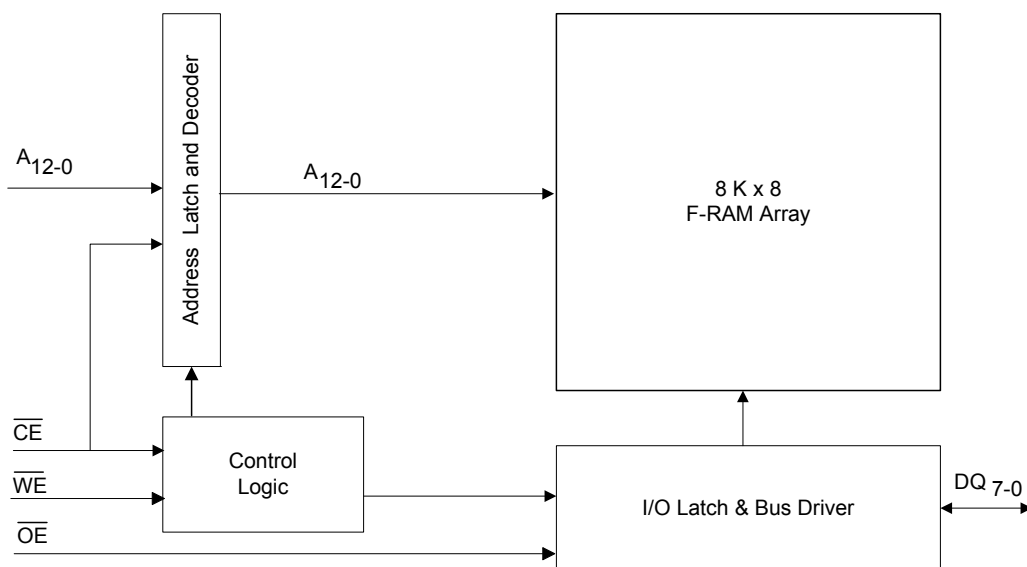 Address Latch and Decoder
A12-0
A12-0
8 K x 8
F-RAM Array
CE
WE
OE
Control
Logic
I/O Latch & Bus Driver
DQ 7-0